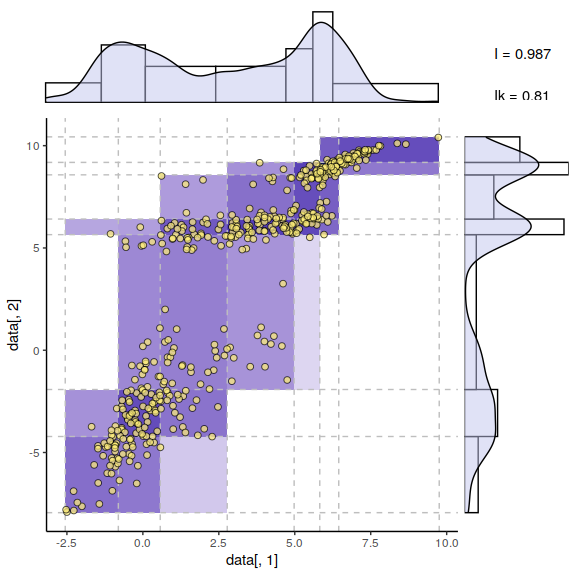 I = 0.987
Ik = 0.81
10
5
0
-5
data[, 2]
-2.5 0.0 2.5 5.0 7.5 10.0
data[, 1]